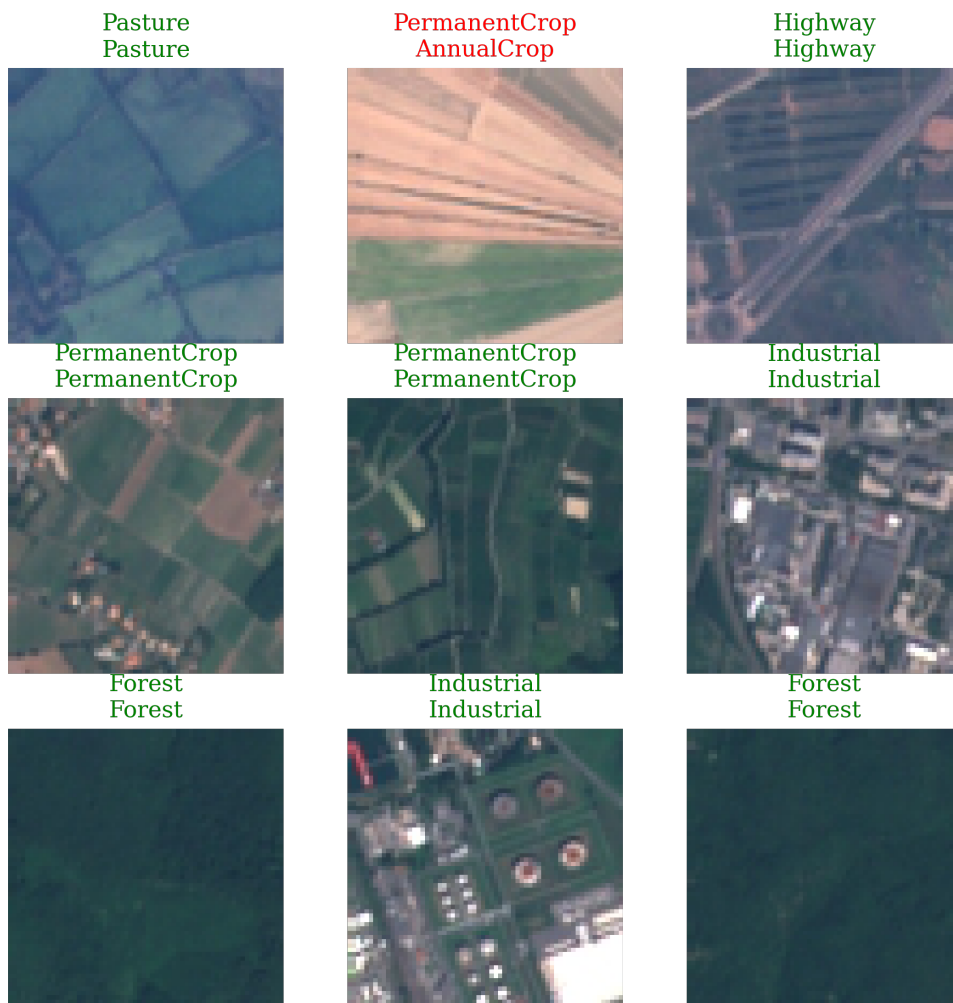 Pasture
Pasture
PermanentCrop
AnnualCrop
Highway
Highway
PermanentCrop
PermanentCrop
PermanentCrop
PermanentCrop
Industrial
Industrial
Forest
Forest
Industrial
Industrial
Forest
Forest